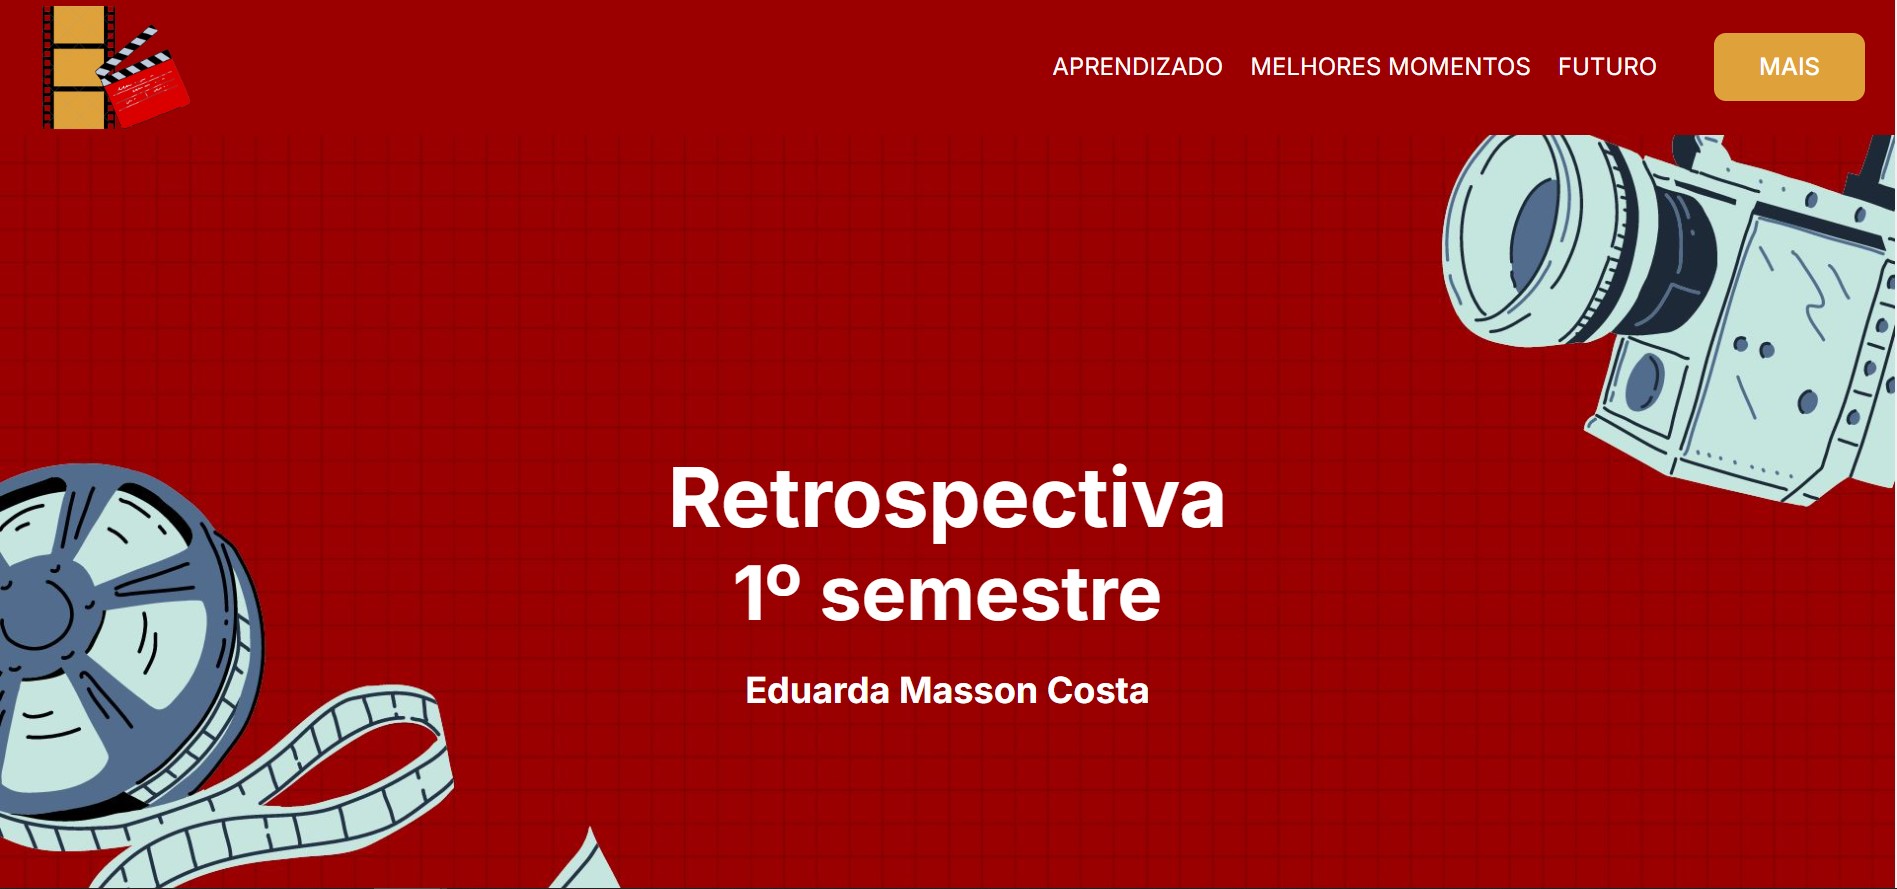 APRENDIZADO MELHORES MOMENTOS FUTURO MAIS
Retrospectiva
1º semestre
Eduarda Masson Costa